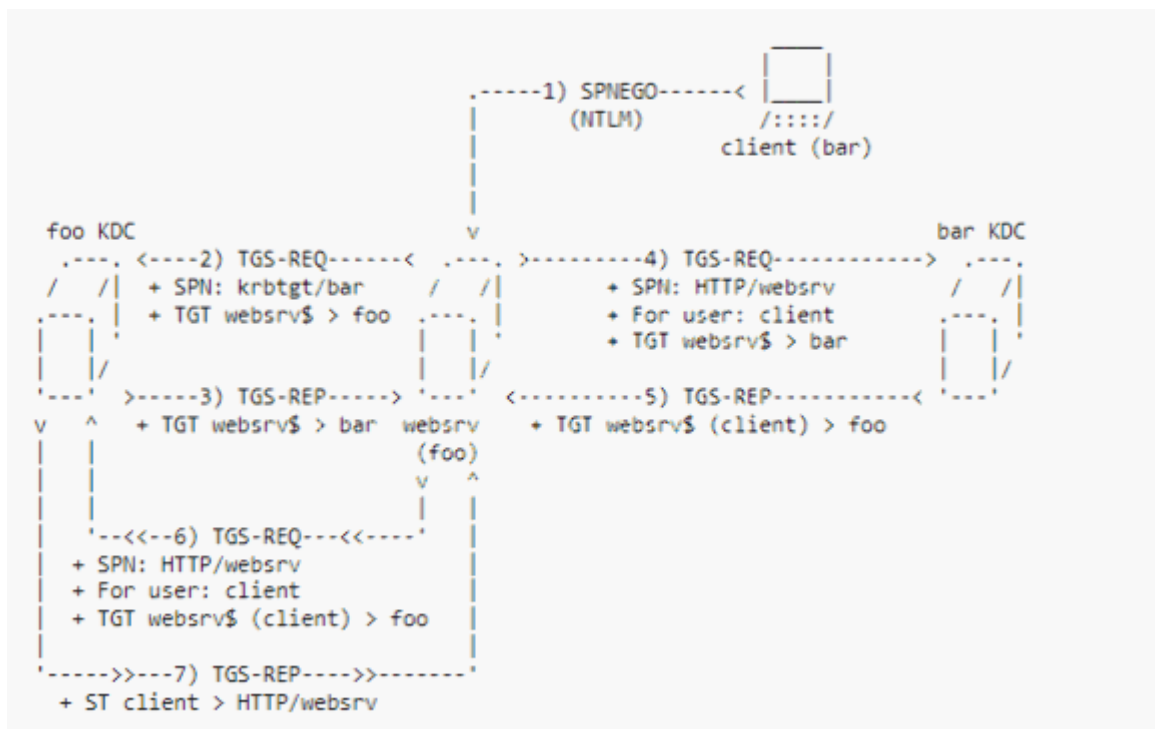 .-----1) SPNEGO------<
(NTLM)
client (bar)
foo KDC
bar KDC
<----2) TGS-REQ------<
>---------4) TGS-REQ------------>
+ SPN: krbtgt/bar
+ SPN: HTTP/websrv
+ TGT websrv$ > foo
+ For user: client
+ TGT websrv$ > bar
>-----3) TGS-REP----->
<----------5) TGS-REP-----------<
+ TGT websrv$ > bar
websrv
+ TGT websrv$ (client) > foo
(foo)
'--<<--6) TGS-REQ---<<----'
+ SPN: HTTP/websrv
+ For user: client
+ TGT websrv$ (client) > foo
'----->>---7) TGS-REP---->>-------'
+ ST client > HTTP/websrv